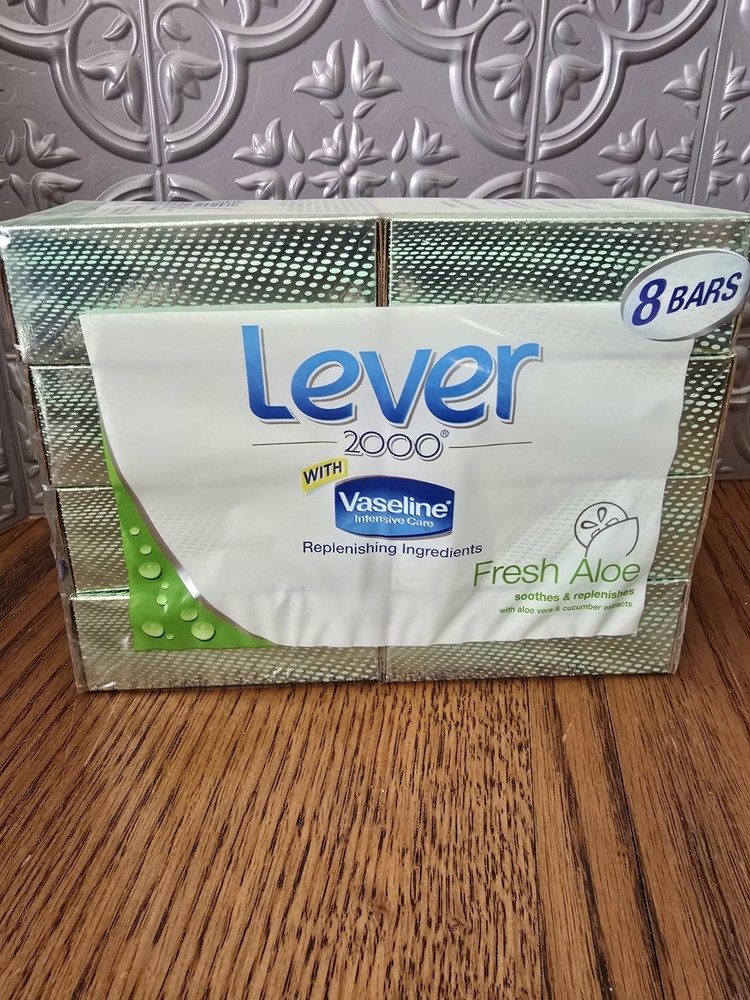 8 BARS
Lever
2000®
WITH
Vaseline®
Intensive Care
Replenishing Ingredients
Fresh Aloe
soothes & replenishes
with aloe vera & cucumber extracts